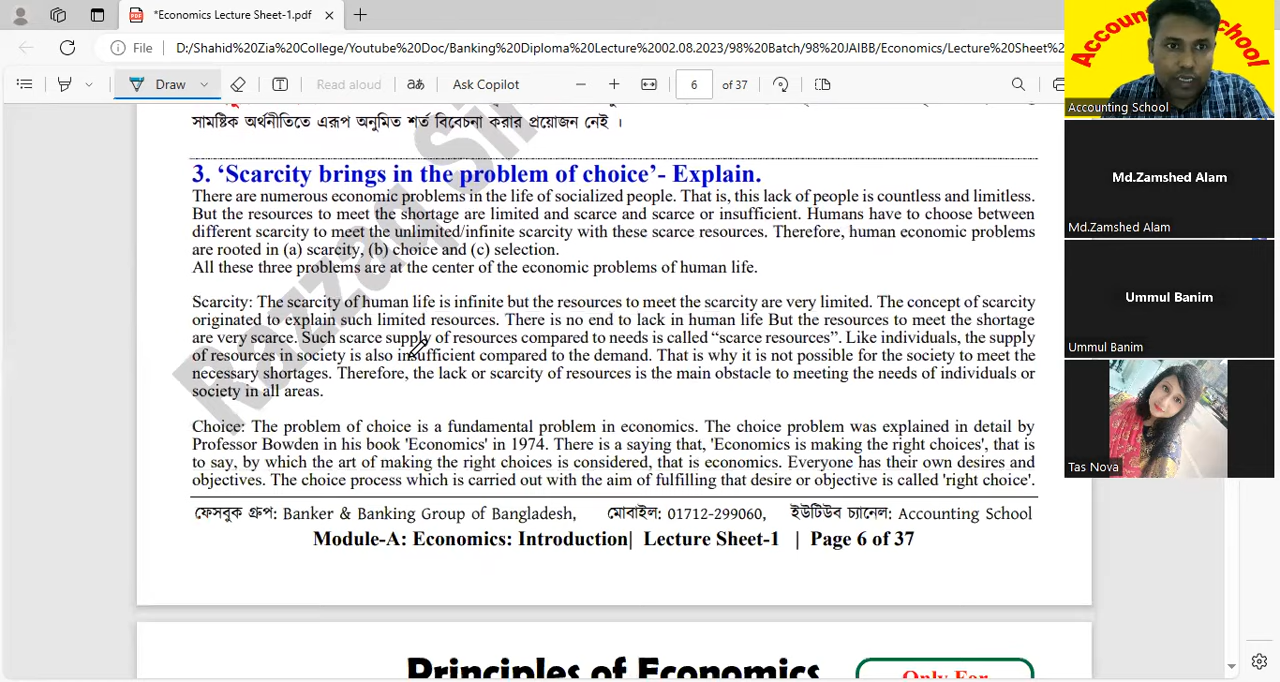 *Economics Lecture Sheet-1.pdf
File
D:/Shahid%20Zia%20College/Youtube%20Doc/Banking%20Diploma%20Lecture%2002.08.2023/98%20Batch/98%20JAIBB/Economics/Lecture%20Sheet%2
Draw
Read aloud
Ask Copilot
6 of 37
সামষ্টিক অর্থনীতিতে এরূপ অনুমিত শর্ত বিবেচনা করার প্রয়োজন নেই ।
3. ‘Scarcity brings in the problem of choice’- Explain.
There are numerous economic problems in the life of socialized people. That is, this lack of people is countless and limitless.
But the resources to meet the shortage are limited and scarce and scarce or insufficient. Humans have to choose between
different scarcity to meet the unlimited/infinite scarcity with these scarce resources. Therefore, human economic problems
are rooted in (a) scarcity, (b) choice and (c) selection.
All these three problems are at the center of the economic problems of human life.
Scarcity: The scarcity of human life is infinite but the resources to meet the scarcity are very limited. The concept of scarcity
originated to explain such limited resources. There is no end to lack in human life But the resources to meet the shortage
are very scarce. Such scarce supply of resources compared to needs is called “scarce resources”. Like individuals, the supply
of resources in society is also insufficient compared to the demand. That is why it is not possible for the society to meet the
necessary shortages. Therefore, the lack or scarcity of resources is the main obstacle to meeting the needs of individuals or
society in all areas.
Choice: The problem of choice is a fundamental problem in economics. The choice problem was explained in detail by
Professor Bowden in his book 'Economics' in 1974. There is a saying that, 'Economics is making the right choices', that is
to say, by which the art of making the right choices is considered, that is economics. Everyone has their own desires and
objectives. The choice process which is carried out with the aim of fulfilling that desire or objective is called 'right choice'.
ফেসবুক গ্রুপ: Banker & Banking Group of Bangladesh, মোবাইল: 01712-299060, ইউটিউব চ্যানেল: Accounting School
Module-A: Economics: Introduction| Lecture Sheet-1 | Page 6 of 37
Principles of Economics
Only For
Razzaq Sir
Accounting School
Md.Zamshed Alam
Md.Zamshed Alam
Ummul Banim
Ummul Banim
Tas Nova